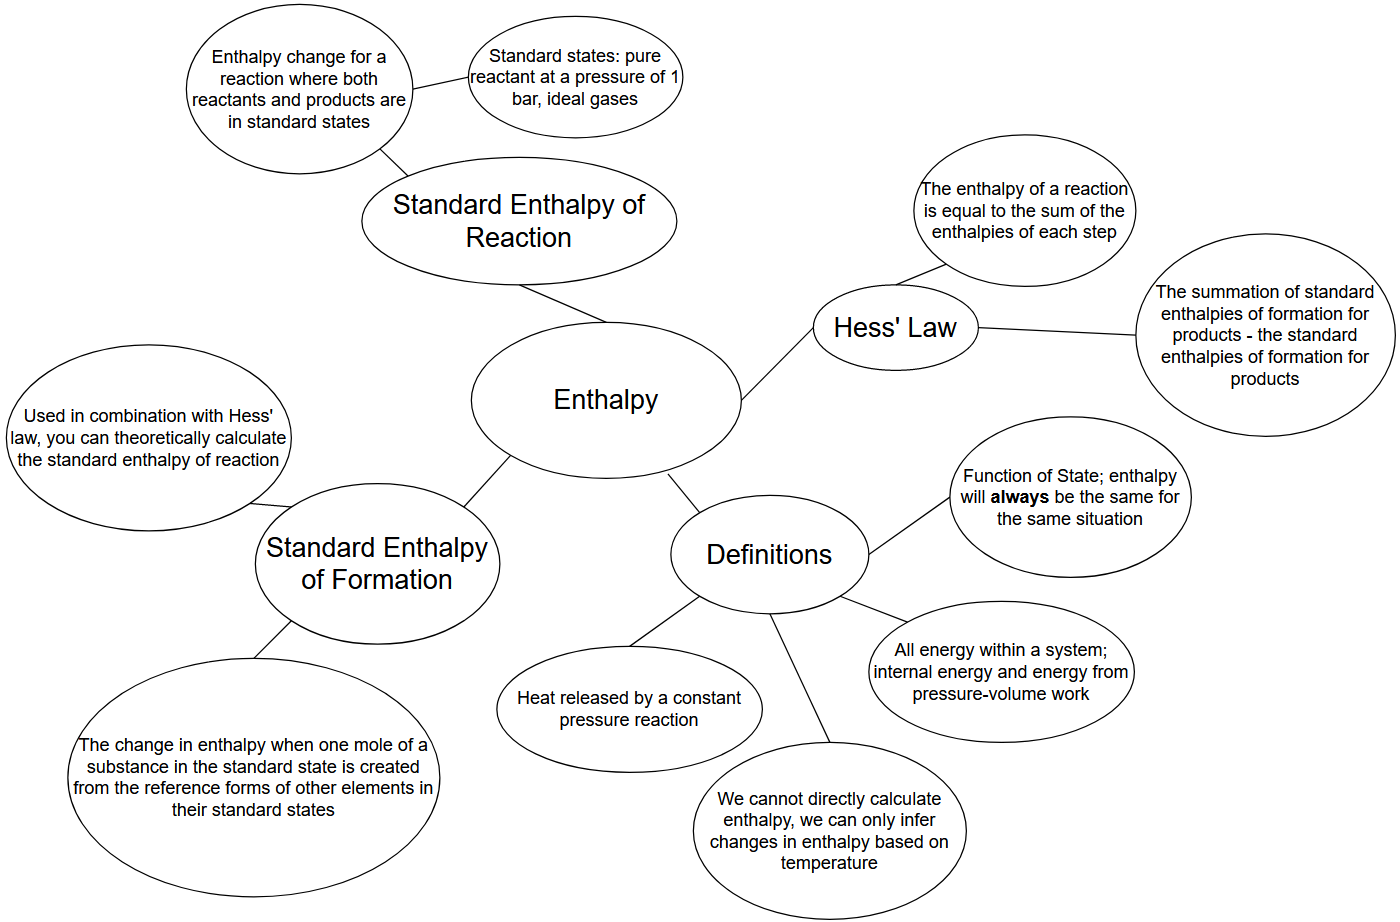 Enthalpy change for a
reaction where both
reactants and products are
in standard states
Standard states: pure
reactant at a pressure of 1
bar, ideal gases
Standard Enthalpy of
Reaction
The enthalpy of a reaction
is equal to the sum of the
enthalpies of each step
Hess' Law
The summation of standard
enthalpies of formation for
products - the standard
enthalpies of formation for
products
Enthalpy
Used in combination with Hess'
law, you can theoretically calculate
the standard enthalpy of reaction
Standard Enthalpy
of Formation
The change in enthalpy when one mole of a
substance in the standard state is created
from the reference forms of other elements in
their standard states
Definitions
Function of State; enthalpy
will always be the same for
the same situation
All energy within a system;
internal energy and energy from
pressure-volume work
Heat released by a constant
pressure reaction
We cannot directly calculate
enthalpy, we can only infer
changes in enthalpy based on
temperature